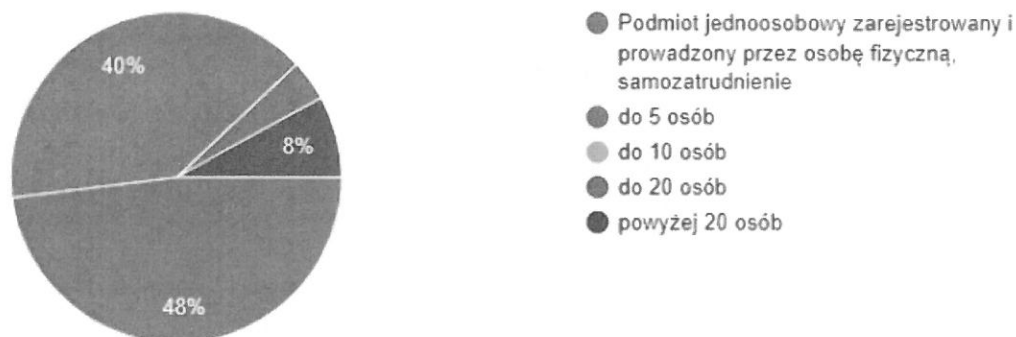 40%
8%
48%
Podmiot jednoosobowy zarejestrowany i
prowadzony przez osobę fizyczną,
samozatrudnienie
do 5 osób
do 10 osób
do 20 osób
powyżej 20 osób